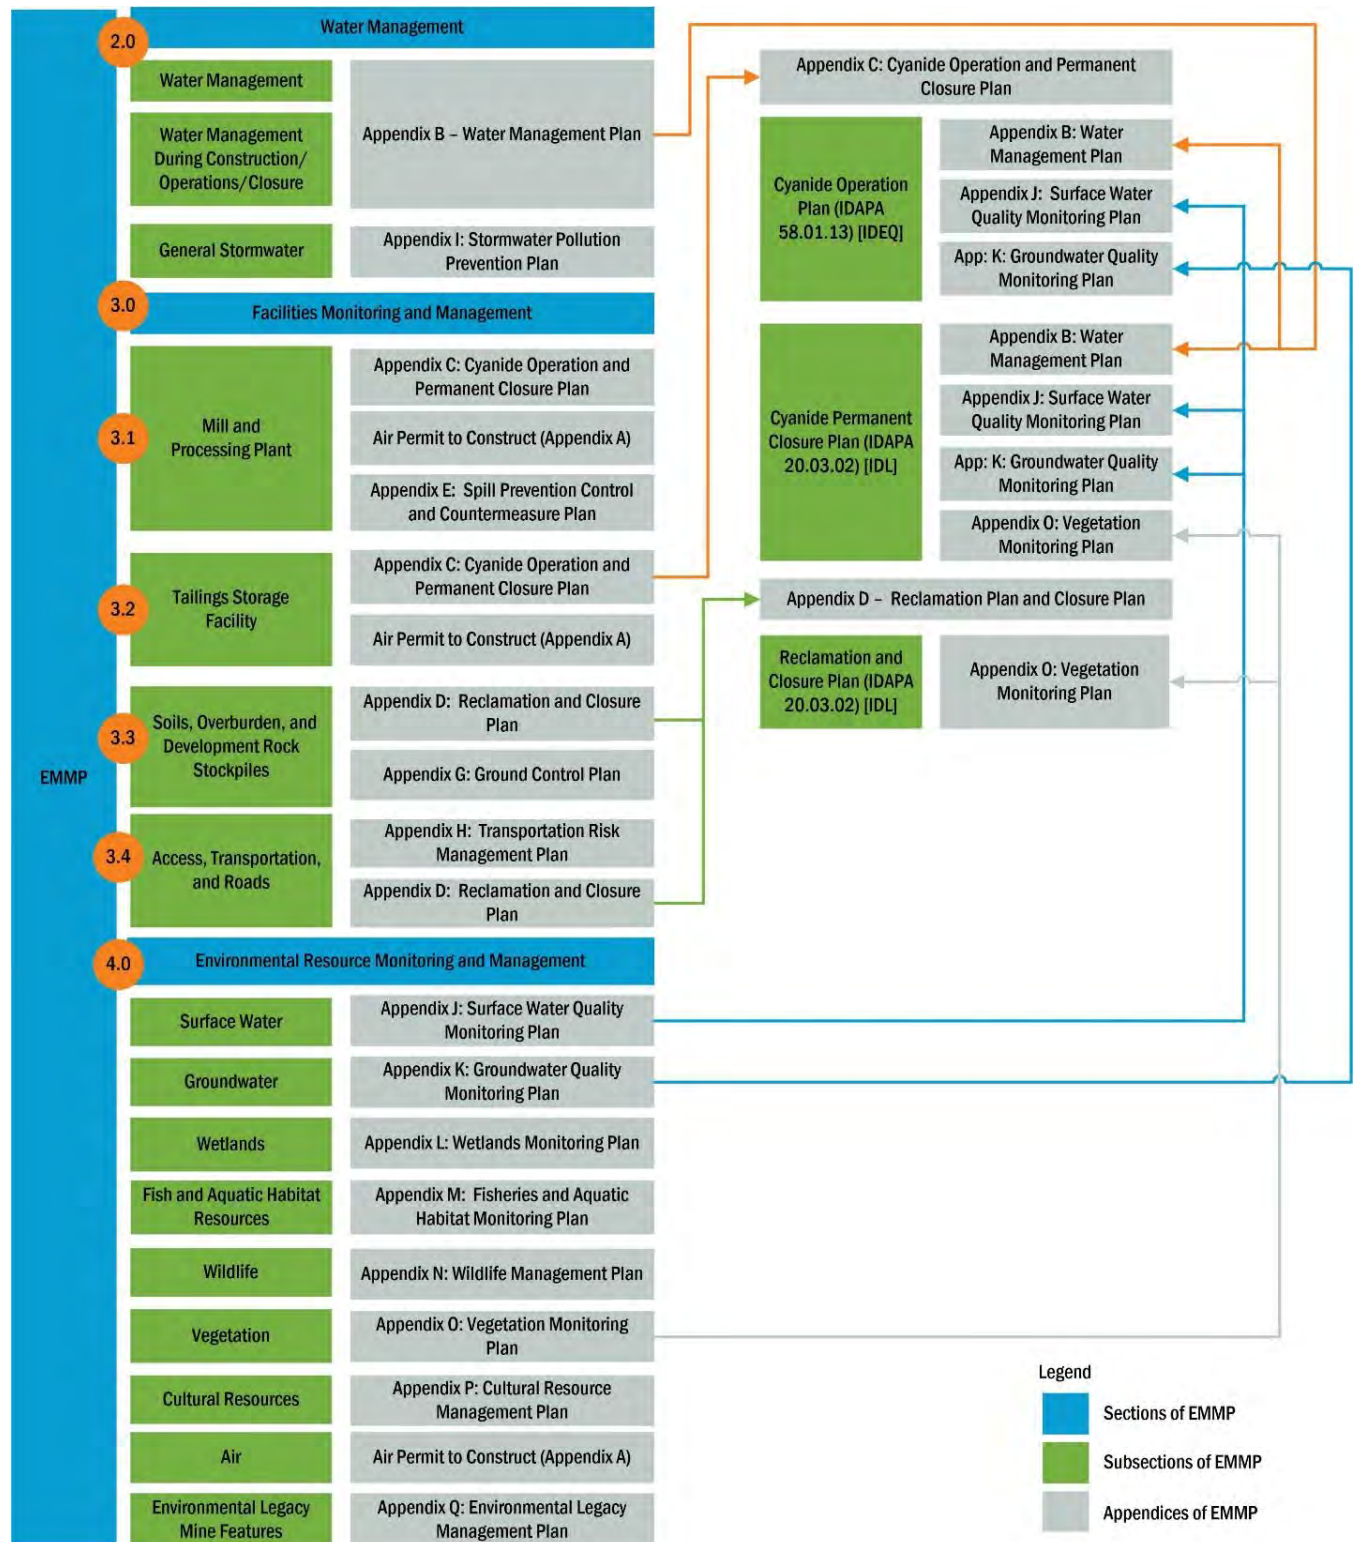 EMMP
2.0
Water Management
Water Management
Appendix B – Water Management Plan
Water Management
During Construction/
Operations/Closure
General Stormwater
Appendix I: Stormwater Pollution
Prevention Plan
3.0
Facilities Monitoring and Management
3.1
Mill and
Processing Plant
Appendix C: Cyanide Operation and
Permanent Closure Plan
Air Permit to Construct (Appendix A)
Appendix E: Spill Prevention Control
and Countermeasure Plan
3.2
Tailings Storage
Facility
Appendix C: Cyanide Operation and
Permanent Closure Plan
Air Permit to Construct (Appendix A)
3.3
Soils, Overburden, and
Development Rock
Stockpiles
Appendix D: Reclamation and Closure
Plan
Appendix G: Ground Control Plan
3.4
Access, Transportation,
and Roads
Appendix H: Transportation Risk
Management Plan
Appendix D: Reclamation and Closure
Plan
4.0
Environmental Resource Monitoring and Management
Surface Water
Appendix J: Surface Water Quality
Monitoring Plan
Groundwater
Appendix K: Groundwater Quality
Monitoring Plan
Wetlands
Appendix L: Wetlands Monitoring Plan
Fish and Aquatic Habitat
Resources
Appendix M: Fisheries and Aquatic
Habitat Monitoring Plan
Wildlife
Appendix N: Wildlife Management Plan
Vegetation
Appendix O: Vegetation Monitoring
Plan
Cultural Resources
Appendix P: Cultural Resource
Management Plan
Air
Air Permit to Construct (Appendix A)
Environmental Legacy
Mine Features
Appendix Q: Environmental Legacy
Management Plan
Appendix C: Cyanide Operation and Permanent
Closure Plan
Cyanide Operation
Plan (IDAPA
58.01.13) [IDEQ]
Appendix B: Water
Management Plan
Appendix J: Surface Water
Quality Monitoring Plan
App: K: Groundwater Quality
Monitoring Plan
Cyanide Permanent
Closure Plan (IDAPA
20.03.02) [IDL]
Appendix B: Water
Management Plan
Appendix J: Surface Water
Quality Monitoring Plan
App: K: Groundwater Quality
Monitoring Plan
Appendix O: Vegetation
Monitoring Plan
Appendix D – Reclamation Plan and Closure Plan
Reclamation and
Closure Plan (IDAPA
20.03.02) [IDL]
Appendix O: Vegetation
Monitoring Plan
Legend
Sections of EMMP
Subsections of EMMP
Appendices of EMMP